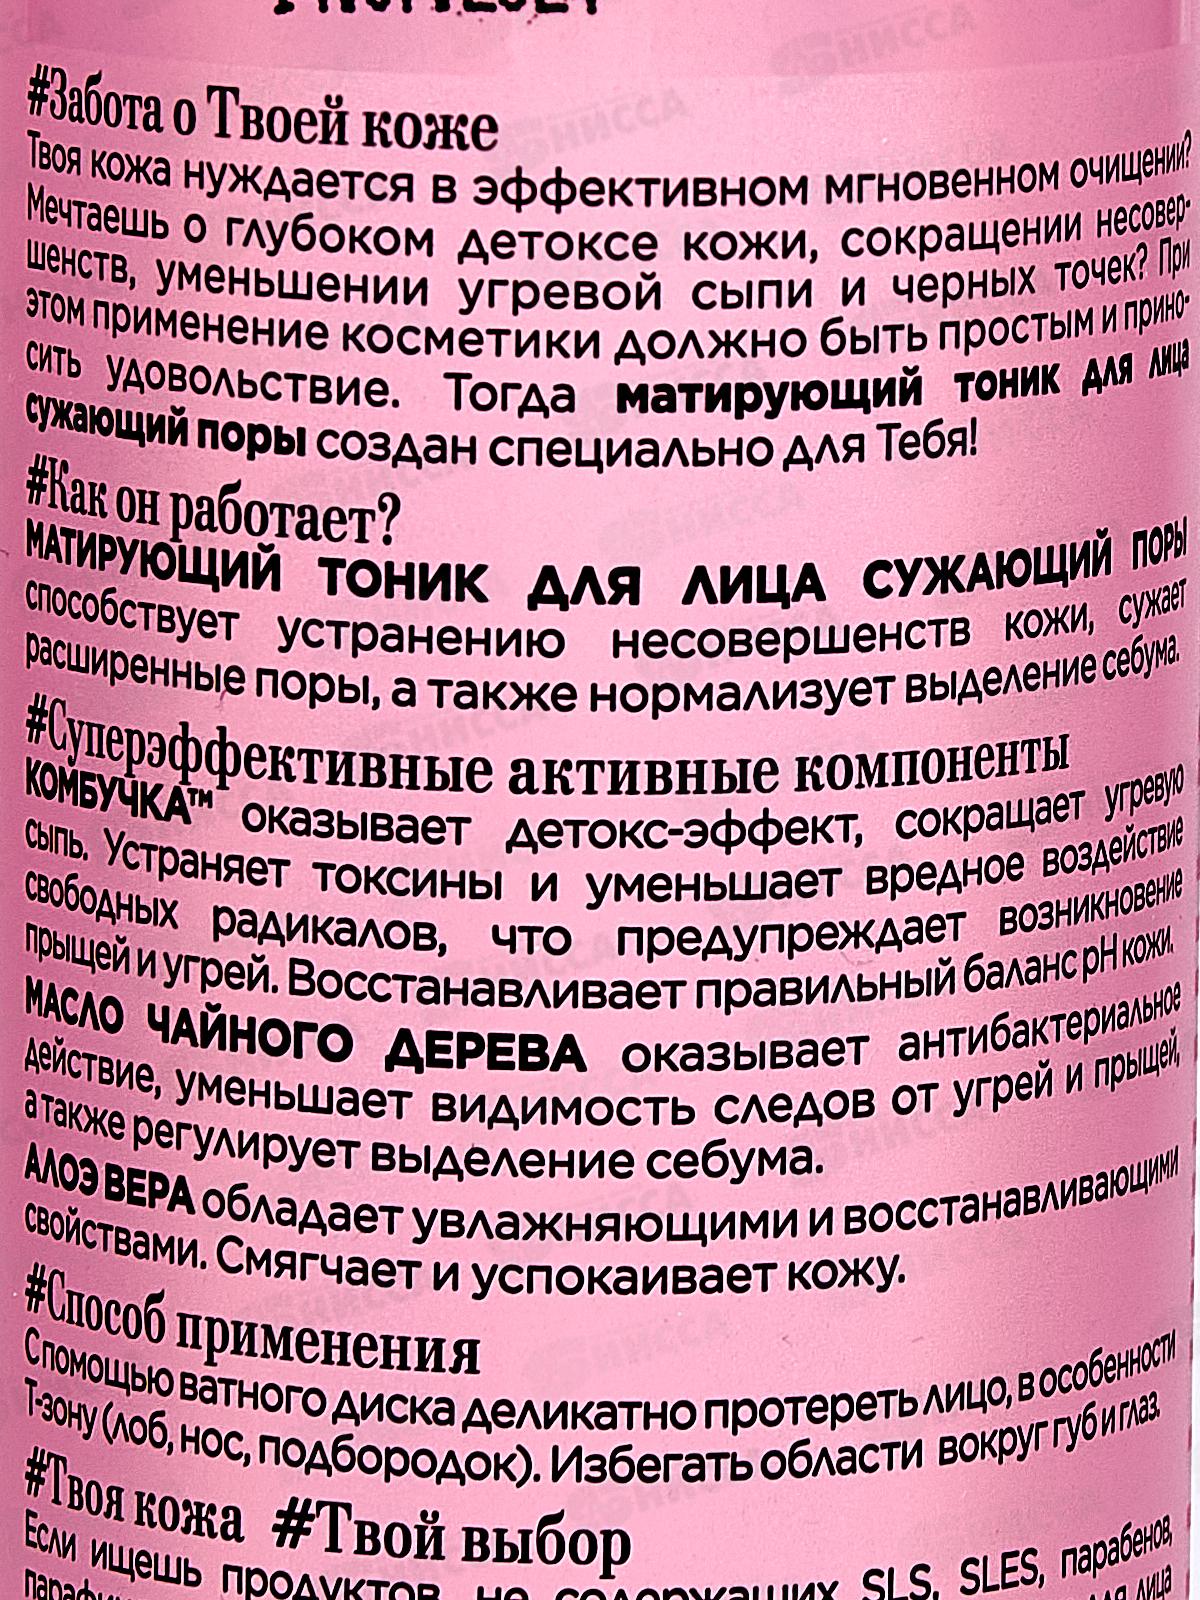 #Забота о Твоей коже
Твоя кожа нуждается в эффективном мгновенном очищении?
Мечтаешь о глубоком детоксе кожи, сокращении несовер-
шенств, уменьшении угревой сыпи и черных точек? При
этом применение косметики должно быть простым и прино-
сить удовольствие. Тогда матирующий тоник для лица
сужающий поры создан специально для Тебя!
#Как он работает?
МАТИРУЮЩИЙ ТОНИК ДЛЯ ЛИЦА СУЖАЮЩИЙ ПОРЫ
способствует устранению несовершенств кожи, сужает
расширенные поры, а также нормализует выделение себума.
#Суперэффективные активные компоненты
КОМБУЧКА™ оказывает детокс-эффект, сокращает угревую
сыпь. Устраняет токсины и уменьшает вредное воздействие
свободных радикалов, что предупреждает возникновение
прыщей и угрей. Восстанавливает правильный баланс pH кожи.
МАСЛО ЧАЙНОГО ДЕРЕВА оказывает антибактериальное
действие, уменьшает видимость следов от угрей и прыщей,
а также регулирует выделение себума.
АЛОЭ ВЕРА обладает увлажняющими и восстанавливающими
свойствами. Смягчает и успокаивает кожу.
#Способ применения
С помощью ватного диска деликатно протереть лицо, в особенности
Т-зону (лоб, нос, подбородок). Избегать области вокруг губ и глаз.
#Твоя кожа #Твой выбор
Если ищешь продуктов, не содержащих SLS, SLES, парабенов,
для лица